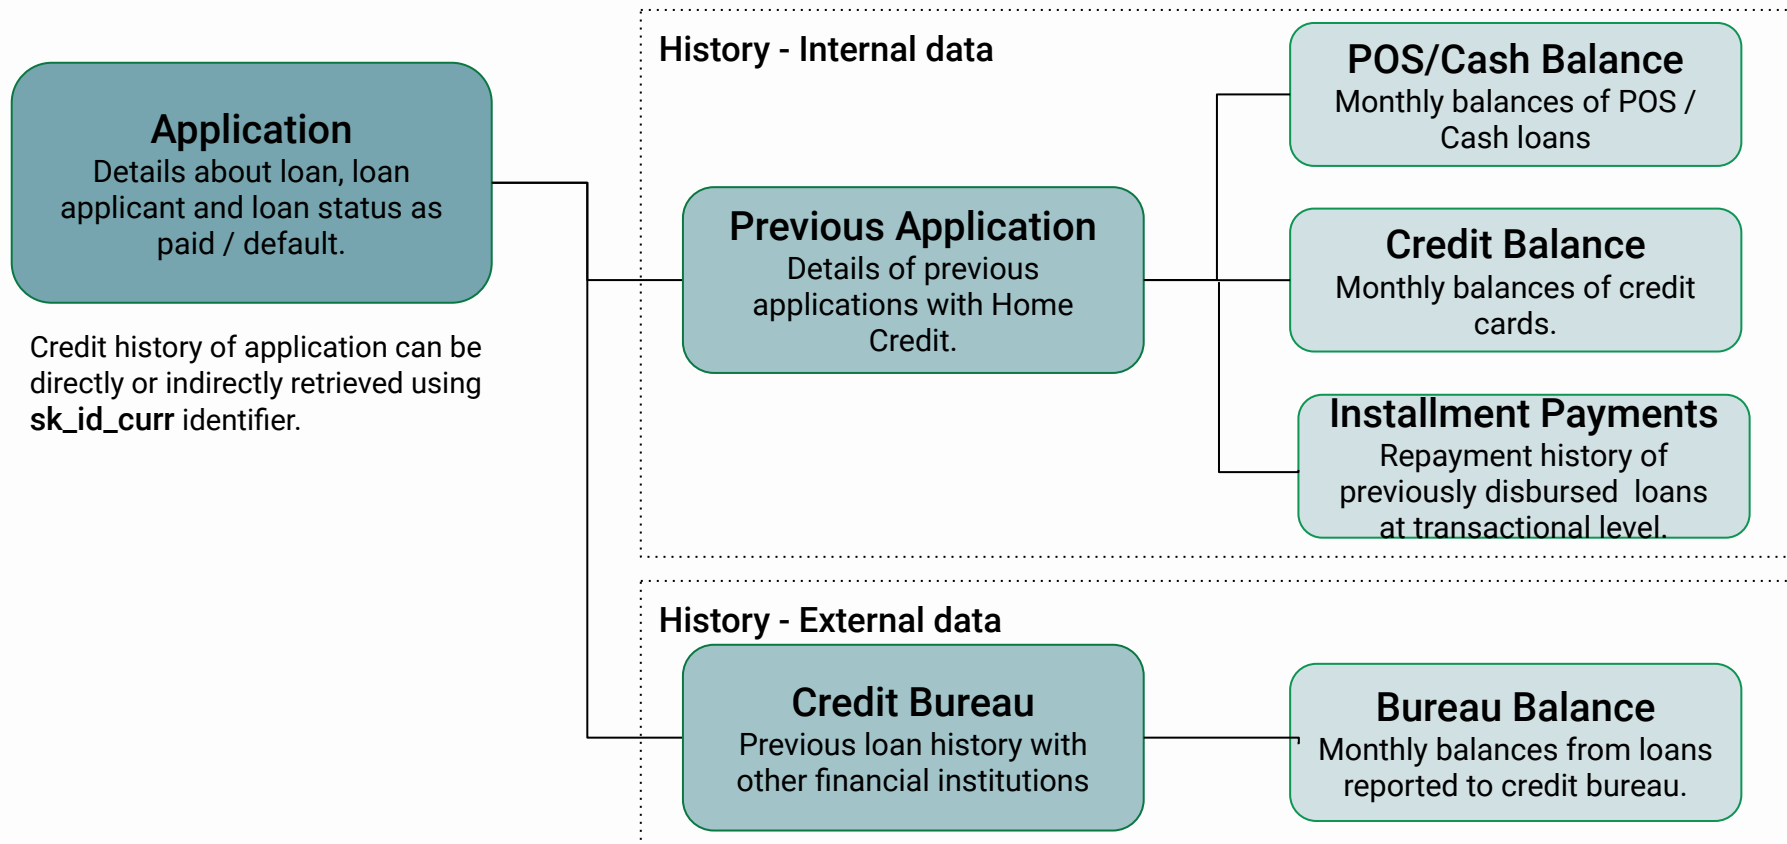 Application
Details about loan, loan
applicant and loan status as
paid / default.
Credit history of application can be
directly or indirectly retrieved using
sk_id_curr identifier.
History - Internal data
Previous Application
Details of previous
applications with Home
Credit.
POS/Cash Balance
Monthly balances of POS /
Cash loans
Credit Balance
Monthly balances of credit
cards.
Installment Payments
Repayment history of
previously disbursed  loans
at transactional level.
History - External data
Credit Bureau
Previous loan history with
other financial institutions
Bureau Balance
Monthly balances from loans
reported to credit bureau.